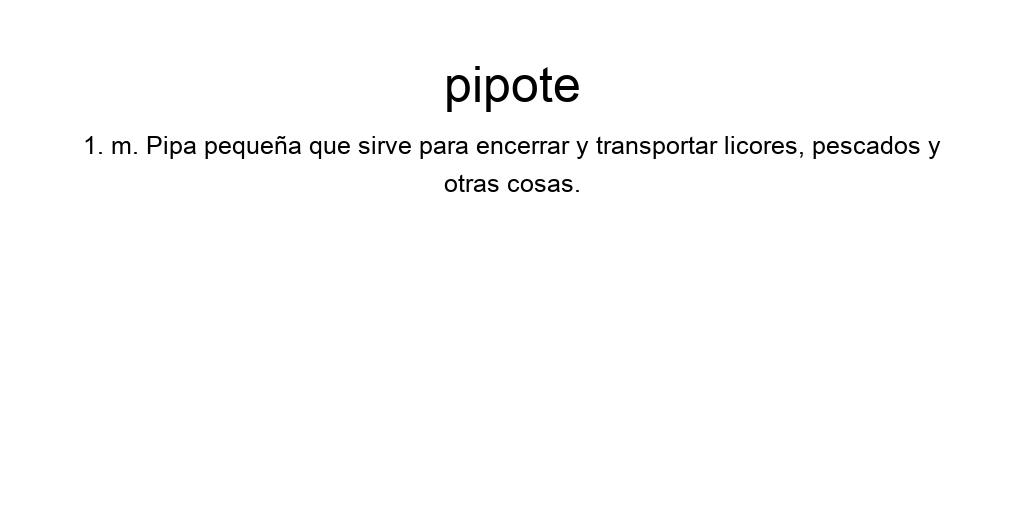 pipote
1. m. Pipa pequeña que sirve para encerrar y transportar licores, pescados y
otras cosas.